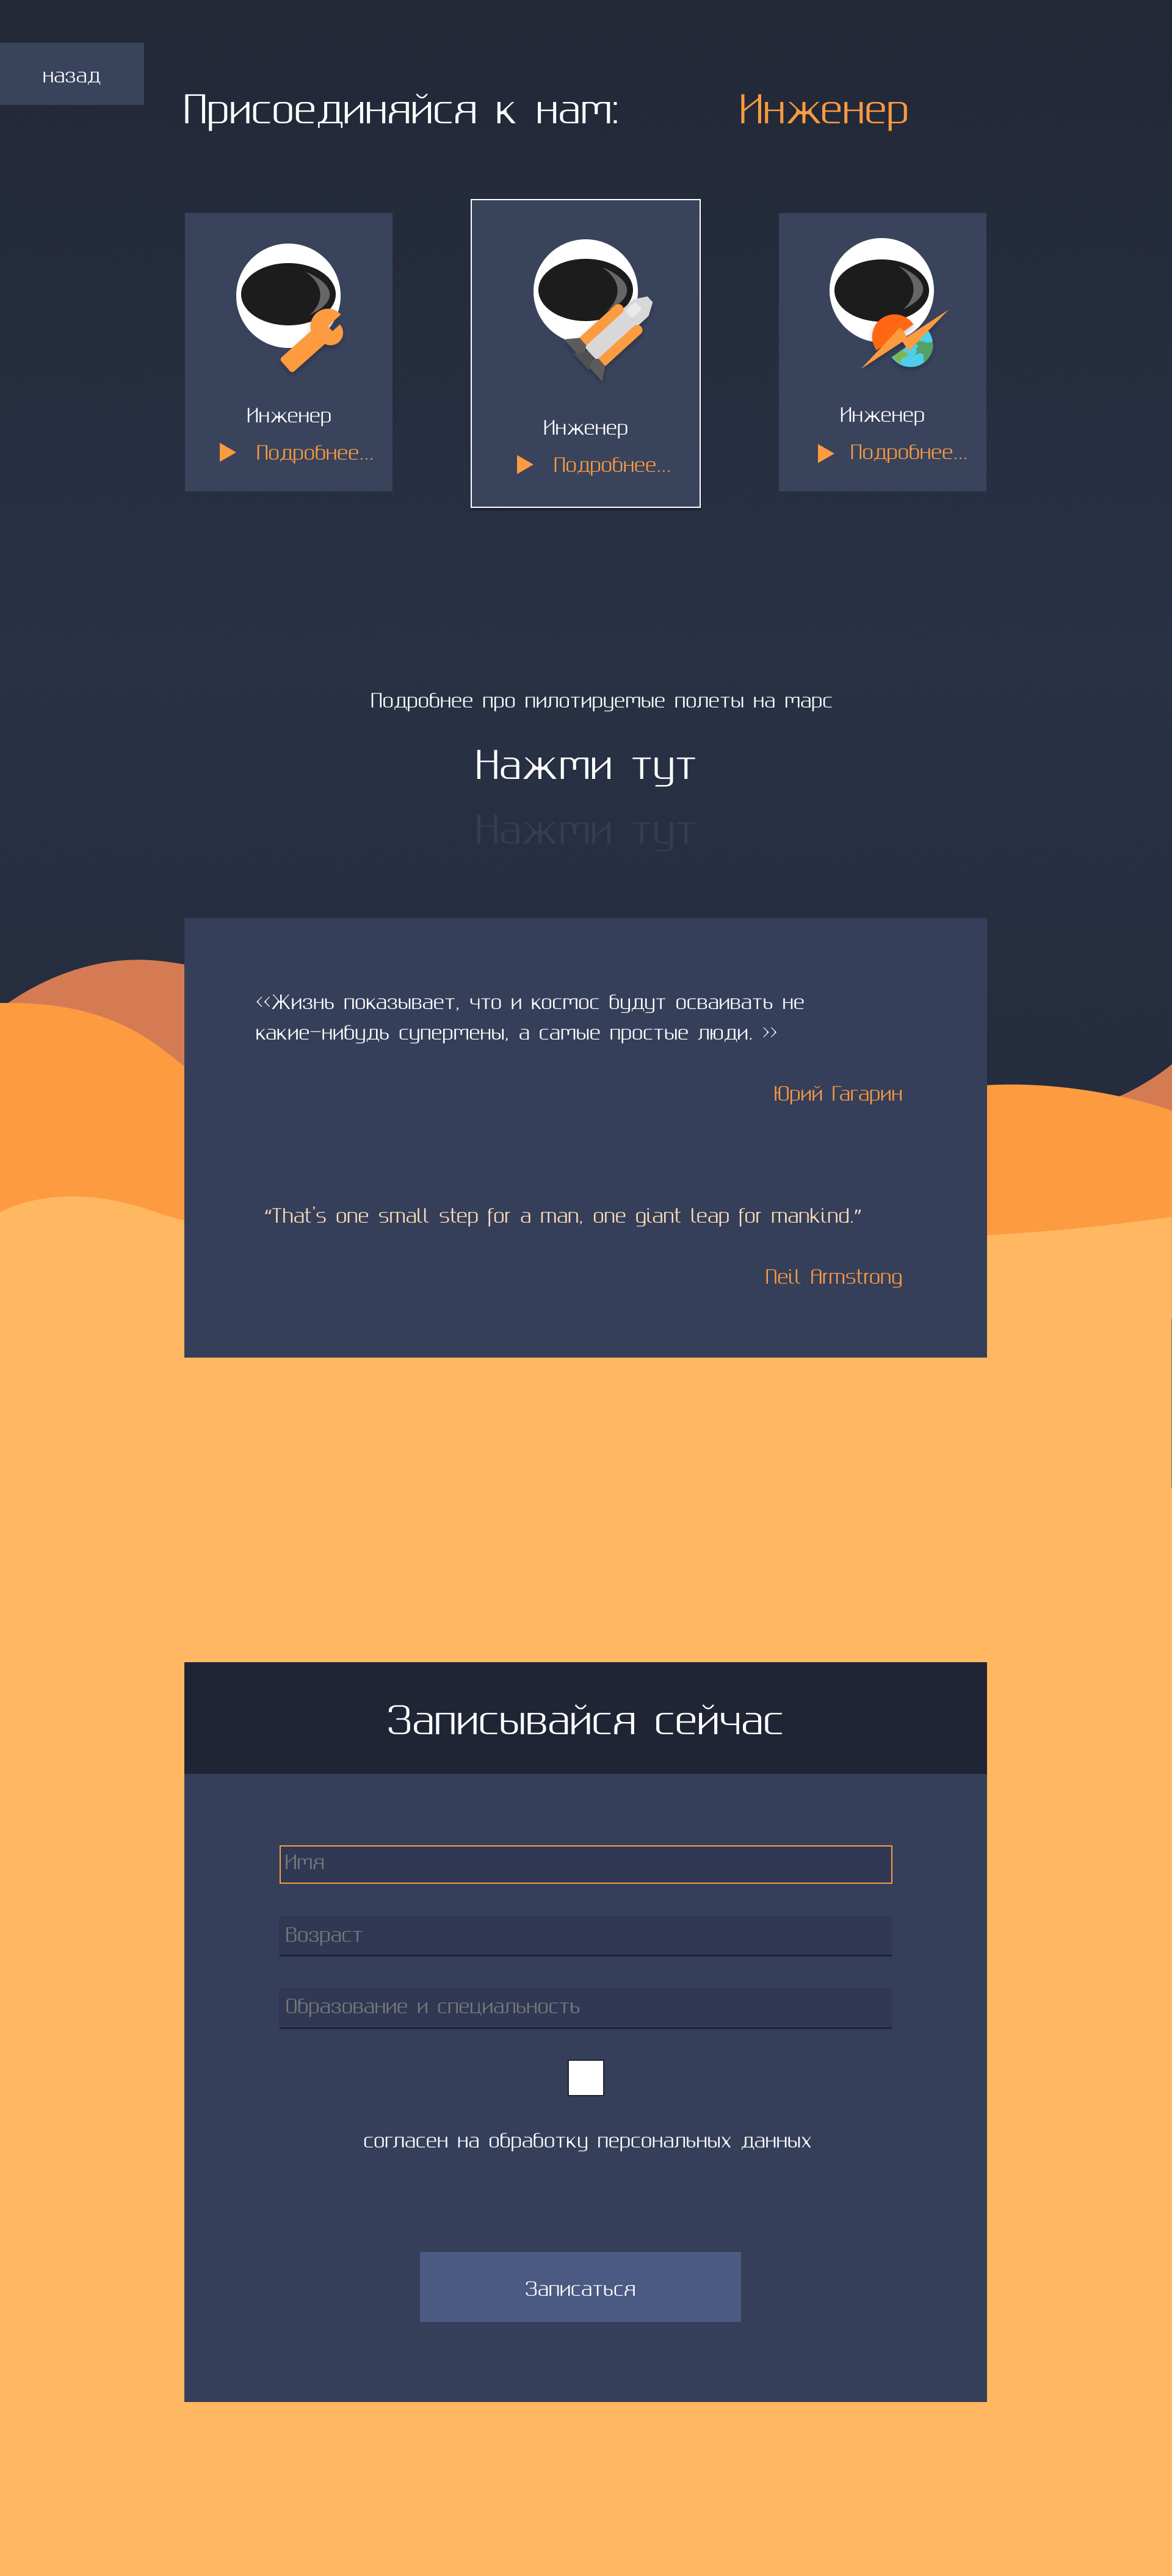 назад
Присоединяйся к нам: Инженер
Инженер
Подробнее...
Инженер
Подробнее...
Инженер
Подробнее...
Подробнее про пилотируемые полеты на марс
Нажми тут
Нажми тут
<<Жизнь показывает, что и космос будут осваивать не
какие-нибудь супермены, а самые простые люди. >>
Юрий Гагарин
“That's one small step for a man, one giant leap for mankind.”
Neil Armstrong
Записывайся сейчас
Имя
Возраст
Образование и специальность
согласен на обработку персональных данных
Записаться